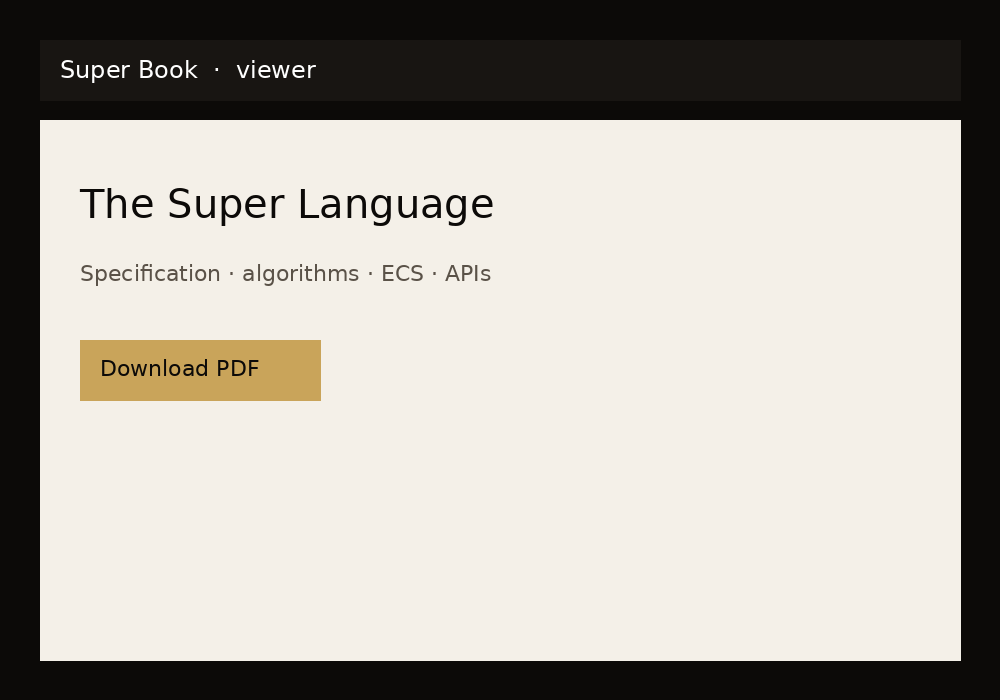 Super Book · viewer
The Super Language
Specification · algorithms · ECS · APIs
Download PDF